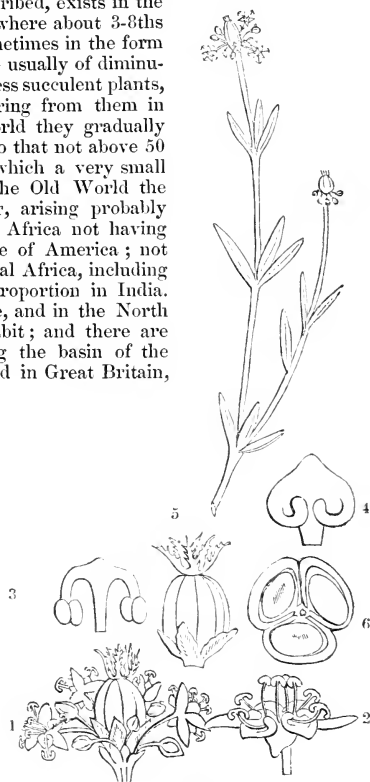 ribed, exists in the
where about 3-8ths
metimes in the form
usually of diminu-
ess succulent plants,
ring from them in
rld they gradually
o that not above 50
which a very small
he Old World the
, arising probably
Africa not having
e of America ; not
al Africa, including
roportion in India.
, and in the North
bit ; and there are
g the basin of the
d in Great Britain,
5
4
3
6
1
2